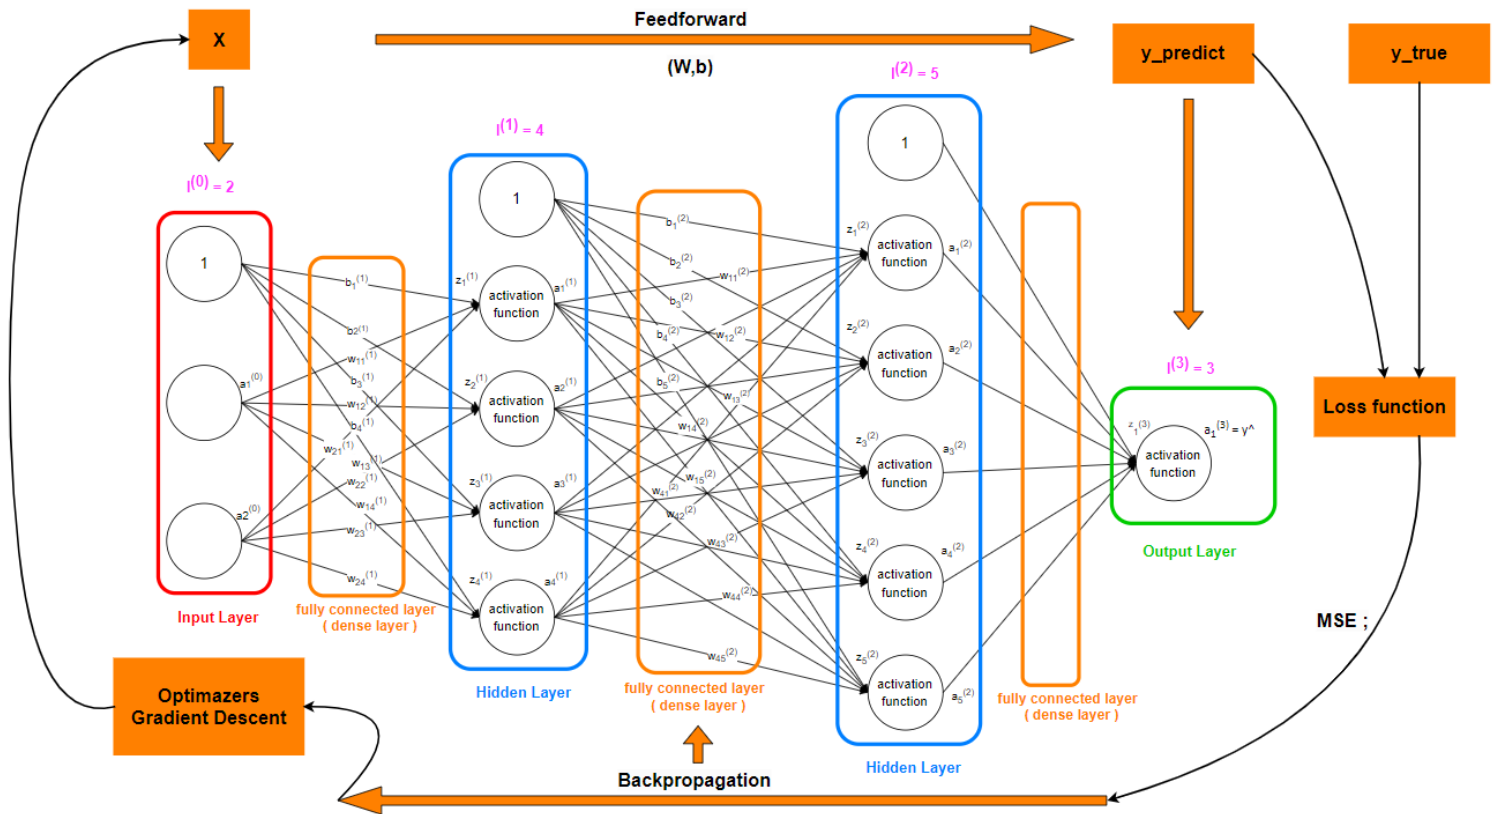 X
Feedforward
(W,b)
y_predict
y_true
l(0) = 2
l(1) = 4
l(2) = 5
l(3) = 3
1
a1(0)
a2(0)
Input Layer
b1(1)
b2(1)
w11(1)
b3(1)
w12(1)
b4(1)
w21(1)
w13(1)
w22(1)
w14(1)
w23(1)
w24(1)
fully connected layer
( dense layer )
1
z1(1)
activation
function
a1(1)
z2(1)
activation
function
a2(1)
z3(1)
activation
function
a3(1)
z4(1)
activation
function
a4(1)
Hidden Layer
b1(2)
b2(2)
w11(2)
b3(2)
b4(2)
w12(2)
b5(2)
w13(2)
w14(2)
w15(2)
w41(2)
w42(2)
w43(2)
w44(2)
w45(2)
fully connected layer
( dense layer )
1
z1(2)
activation
function
a1(2)
z2(2)
activation
function
a2(2)
z3(2)
activation
function
a3(2)
z4(2)
activation
function
a4(2)
z5(2)
activation
function
a5(2)
Hidden Layer
fully connected layer
( dense layer )
z1(3)
activation
function
a1(3) = y^
Output Layer
Loss function
MSE ;
Backpropagation
Optimazers
Gradient Descent